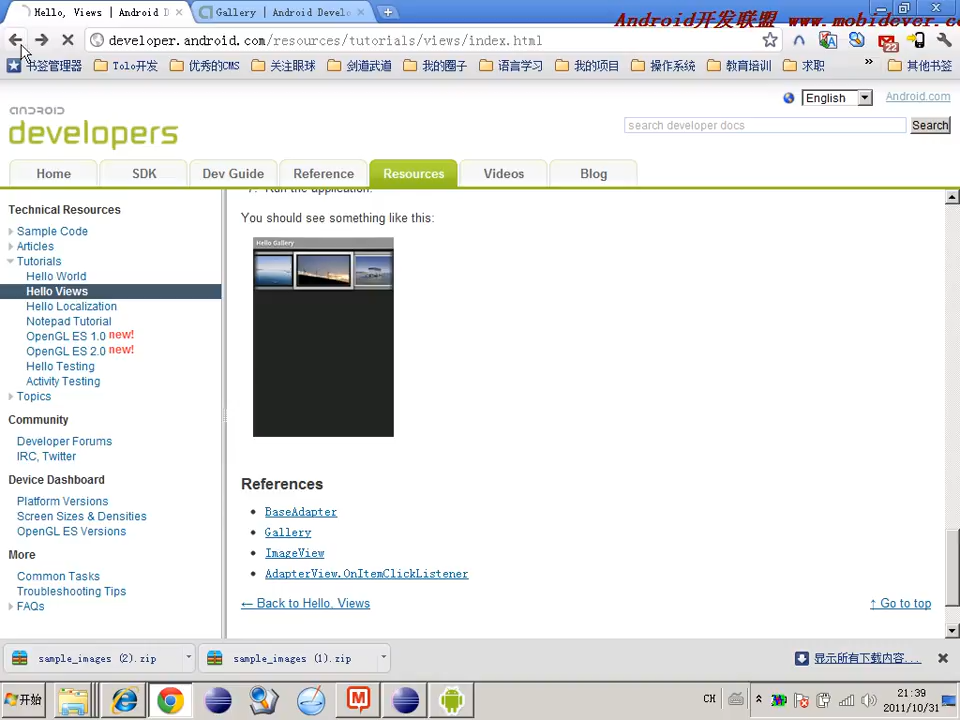 Hello, Views | Android D
Gallery | Android Develo
Android开发联盟 www.mobidever.co
developer.android.com/resources/tutorials/views/index.html
22
书签管理器
Tolo开发
优秀的CMS
关注眼球
剑道武道
我的圈子
语言学习
我的项目
操作系统
教育培训
求职
»
其他书签
ANDROID
developers
English
Android.com
search developer docs
Search
Home
SDK
Dev Guide
Reference
Resources
Videos
Blog
Technical Resources
Sample Code
Articles
Tutorials
Hello World
Hello Views
Hello Localization
Notepad Tutorial
OpenGL ES 1.0 new!
OpenGL ES 2.0 new!
Hello Testing
Activity Testing
Topics
Community
Developer Forums
IRC, Twitter
Device Dashboard
Platform Versions
Screen Sizes & Densities
OpenGL ES Versions
More
Common Tasks
Troubleshooting Tips
FAQs
7. Run the application.
You should see something like this:
Hello Gallery
References
BaseAdapter
Gallery
ImageView
AdapterView.OnItemClickListener
← Back to Hello, Views
↑ Go to top
sample_images (2).zip
sample_images (1).zip
显示所有下载内容...
开始
CH
21:39
2011/10/31